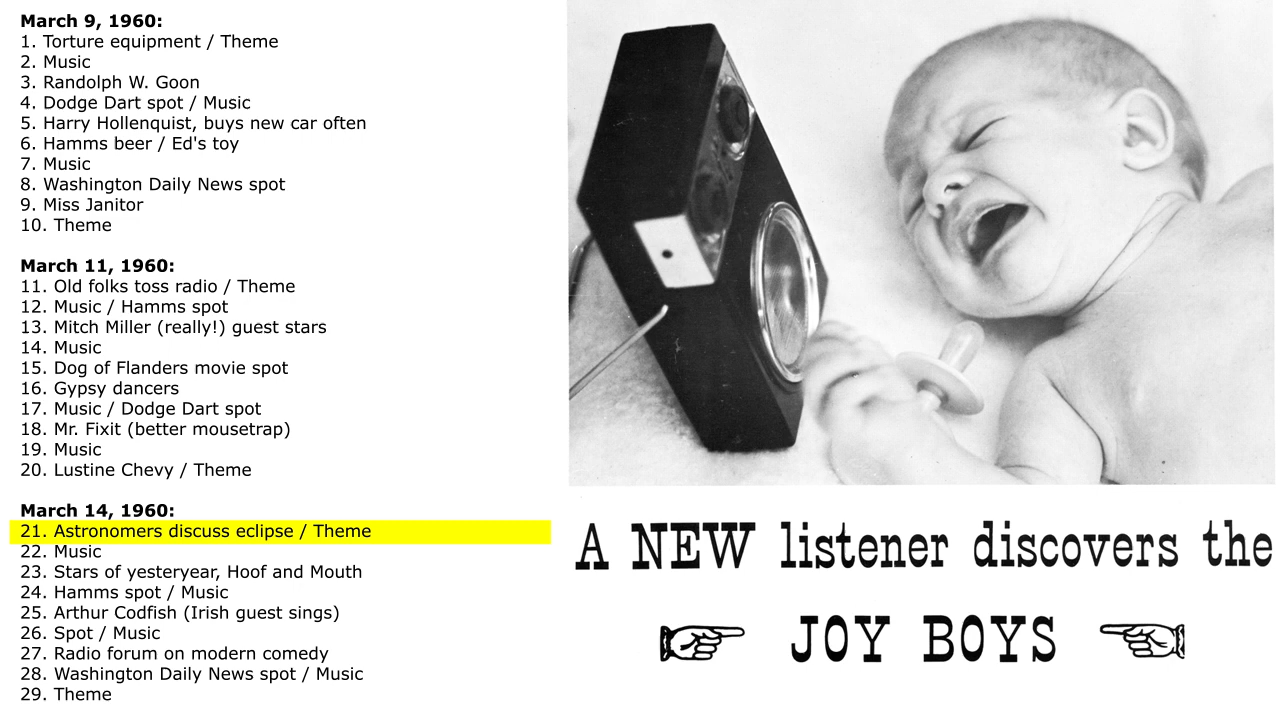 March 9, 1960:
1. Torture equipment / Theme
2. Music
3. Randolph W. Goon
4. Dodge Dart spot / Music
5. Harry Hollenquist, buys new car often
6. Hamms beer / Ed's toy
7. Music
8. Washington Daily News spot
9. Miss Janitor
10. Theme
March 11, 1960:
11. Old folks toss radio / Theme
12. Music / Hamms spot
13. Mitch Miller (really!) guest stars
14. Music
15. Dog of Flanders movie spot
16. Gypsy dancers
17. Music / Dodge Dart spot
18. Mr. Fixit (better mousetrap)
19. Music
20. Lustine Chevy / Theme
March 14, 1960:
21. Astronomers discuss eclipse / Theme
22. Music
23. Stars of yesteryear, Hoof and Mouth
24. Hamms spot / Music
25. Arthur Codfish (Irish guest sings)
26. Spot / Music
27. Radio forum on modern comedy
28. Washington Daily News spot / Music
29. Theme
A NEW listener discovers the
JOY BOYS